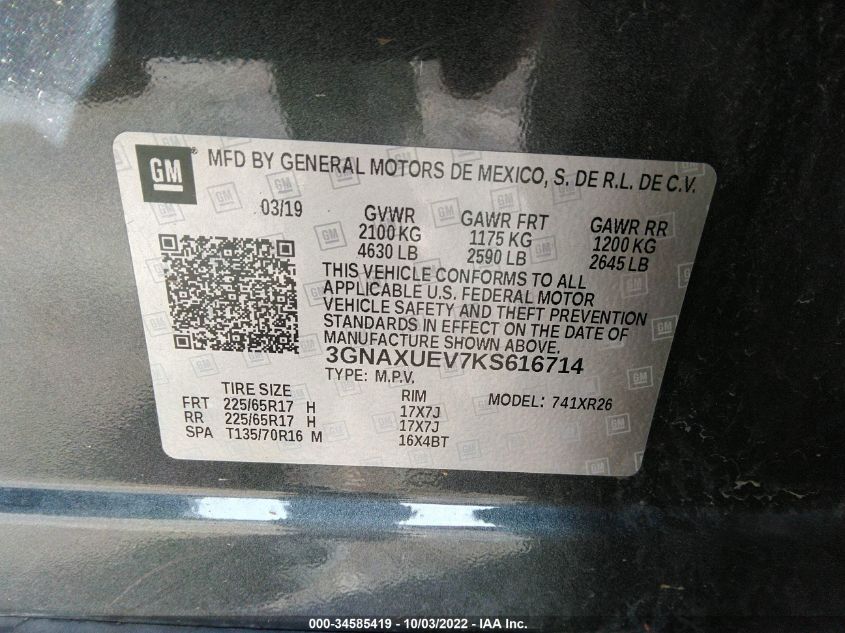 GM ® MFD BY GENERAL MOTORS DE MEXICO, S. DE R.L. DE C.V.
03/19 GVWR GAWR FRT GAWR RR
2100 KG 1175 KG 1200 KG
4630 LB 2590 LB 2645 LB
THIS VEHICLE CONFORMS TO ALL
APPLICABLE U.S. FEDERAL MOTOR
VEHICLE SAFETY AND THEFT PREVENTION
STANDARDS IN EFFECT ON THE DATE OF
MANUFACTURE SHOWN ABOVE.
3GNAXUEV7KS616714
TYPE: M.P.V. MODEL: 741XR26
TIRE SIZE RIM
FRT 225/65R17 H 17X7J
RR 225/65R17 H 17X7J
SPA T135/70R16 M 16X4BT
000-34585419 - 10/03/2022 - IAA Inc.